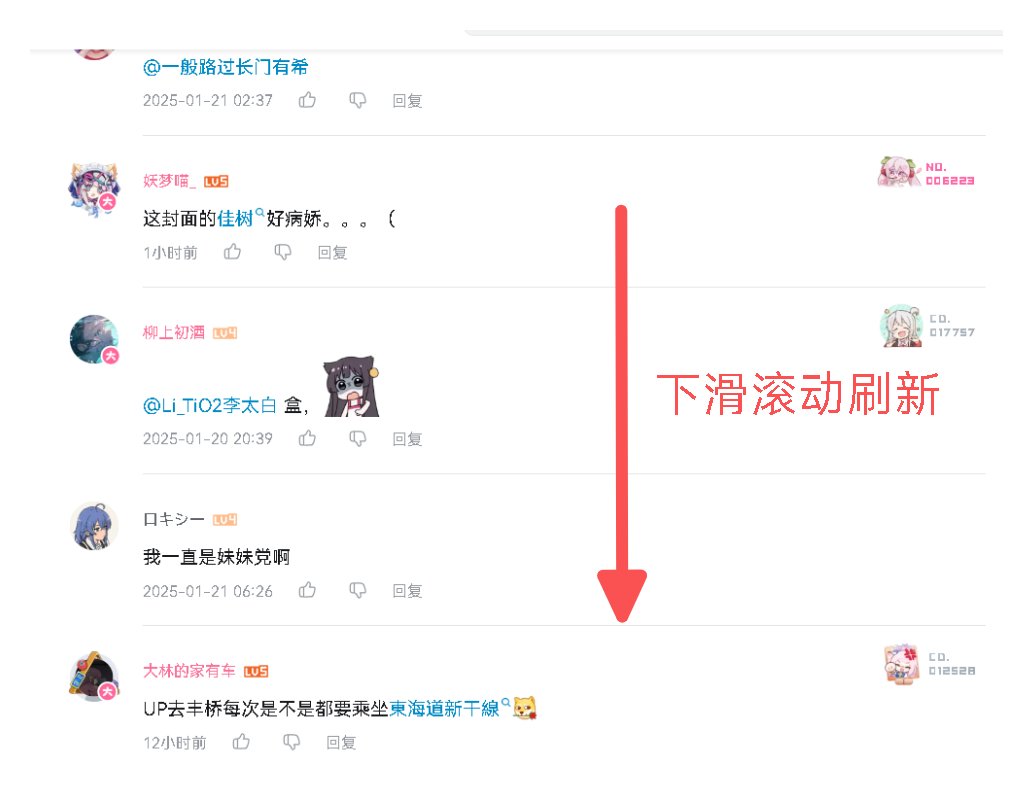 @一般路过长门有希
2025-01-21 02:37 回复
妖梦喵_ LV5 NO. 006223
这封面的佳树好病娇。。。（
1小时前 回复
柳上初酒 LV4 CD. 017757
@Li_TiO2李太白 盒，
2025-01-20 20:39 回复
下滑滚动刷新
ロキシー LV4
我一直是妹妹党啊
2025-01-21 06:26 回复
大林的家有车 LV5 CD. 012528
UP去丰桥每次是不是都要乘坐東海道新干線
12小时前 回复